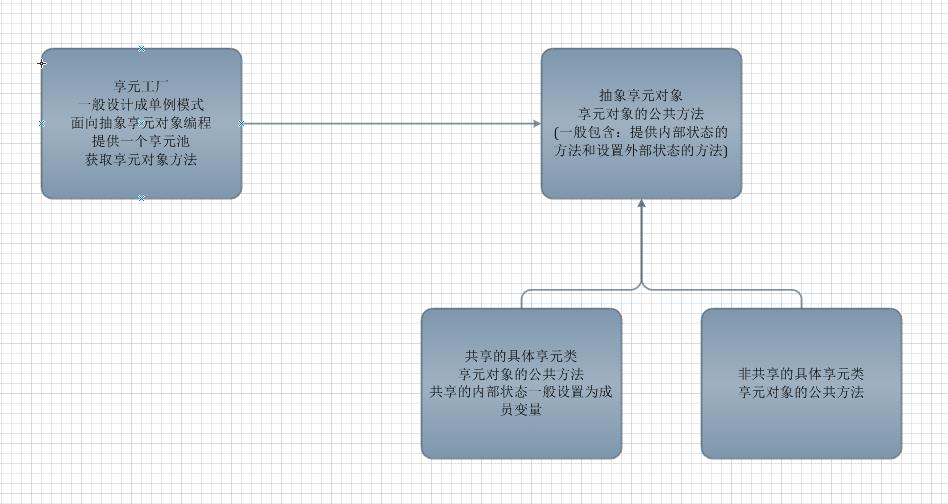 享元工厂
一般设计成单例模式
面向抽象享元对象编程
提供一个享元池
获取享元对象方法
抽象享元对象
享元对象的公共方法
(一般包含：提供内部状态的
方法和设置外部状态的方法)
共享的具体享元类
享元对象的公共方法
共享的内部状态一般设置为成
员变量
非共享的具体享元类
享元对象的公共方法